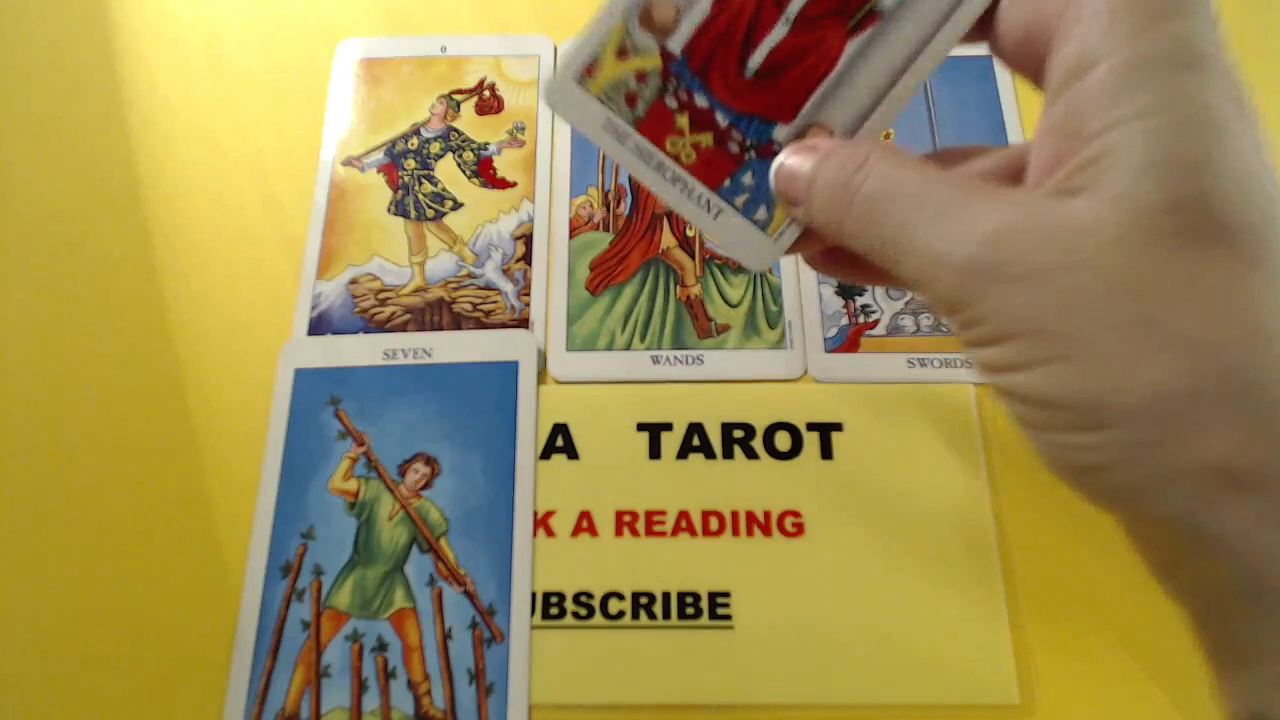 0
THE HIEROPHANT
WANDS
SWORDS
SEVEN
A TAROT
K A READING
UBSCRIBE